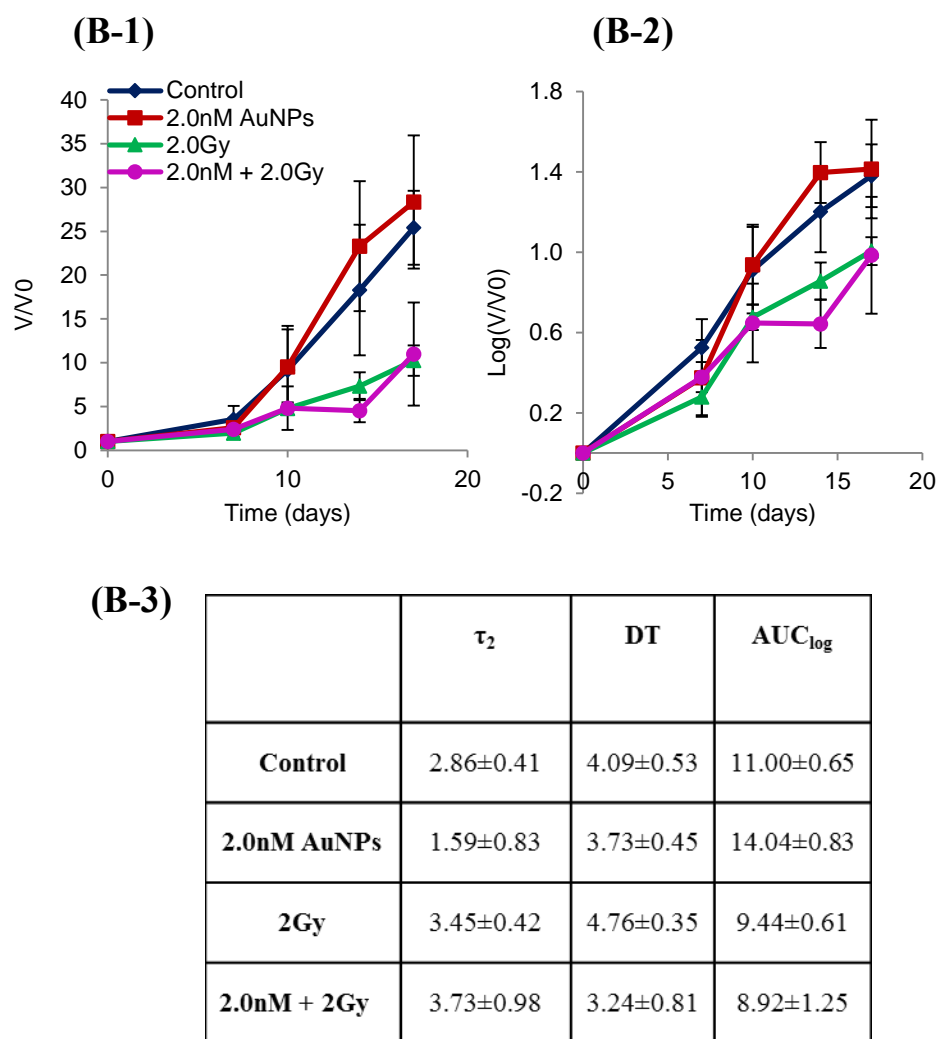 (B-1)
(B-2)
Control
2.0nM AuNPs
2.0Gy
2.0nM + 2.0Gy
40
35
30
25
20
15
10
5
0
V/V0
0
10
20
Time (days)
1.8
1.4
1.0
0.6
0.2
-0.2
Log(V/V0)
0
5
10
15
20
Time (days)
(B-3)
τ2 DT AUClog
Control 2.86±0.41 4.09±0.53 11.00±0.65
2.0nM AuNPs 1.59±0.83 3.73±0.45 14.04±0.83
2Gy 3.45±0.42 4.76±0.35 9.44±0.61
2.0nM + 2Gy 3.73±0.98 3.24±0.81 8.92±1.25